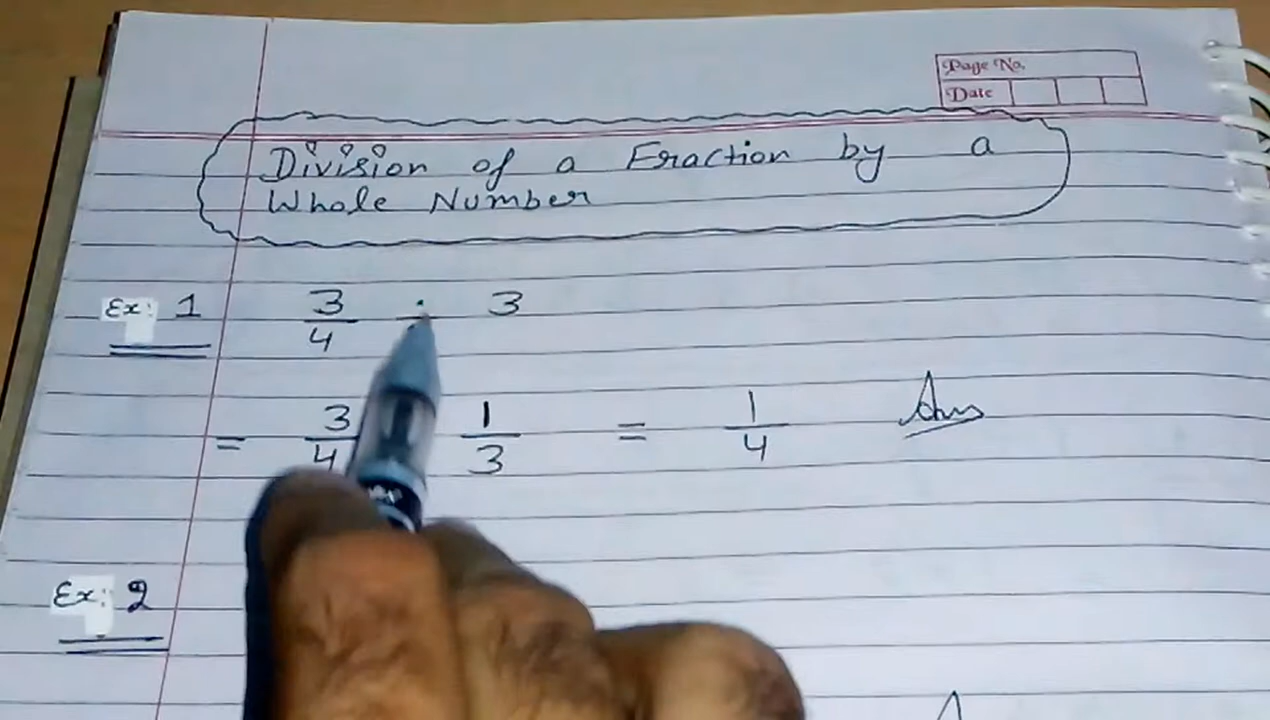 Page No.
Date
Division of a Fraction by a
Whole Number
Ex: 1 3/4 ÷ 3
= 3/4 1/3 = 1/4 Ans
Ex: 2